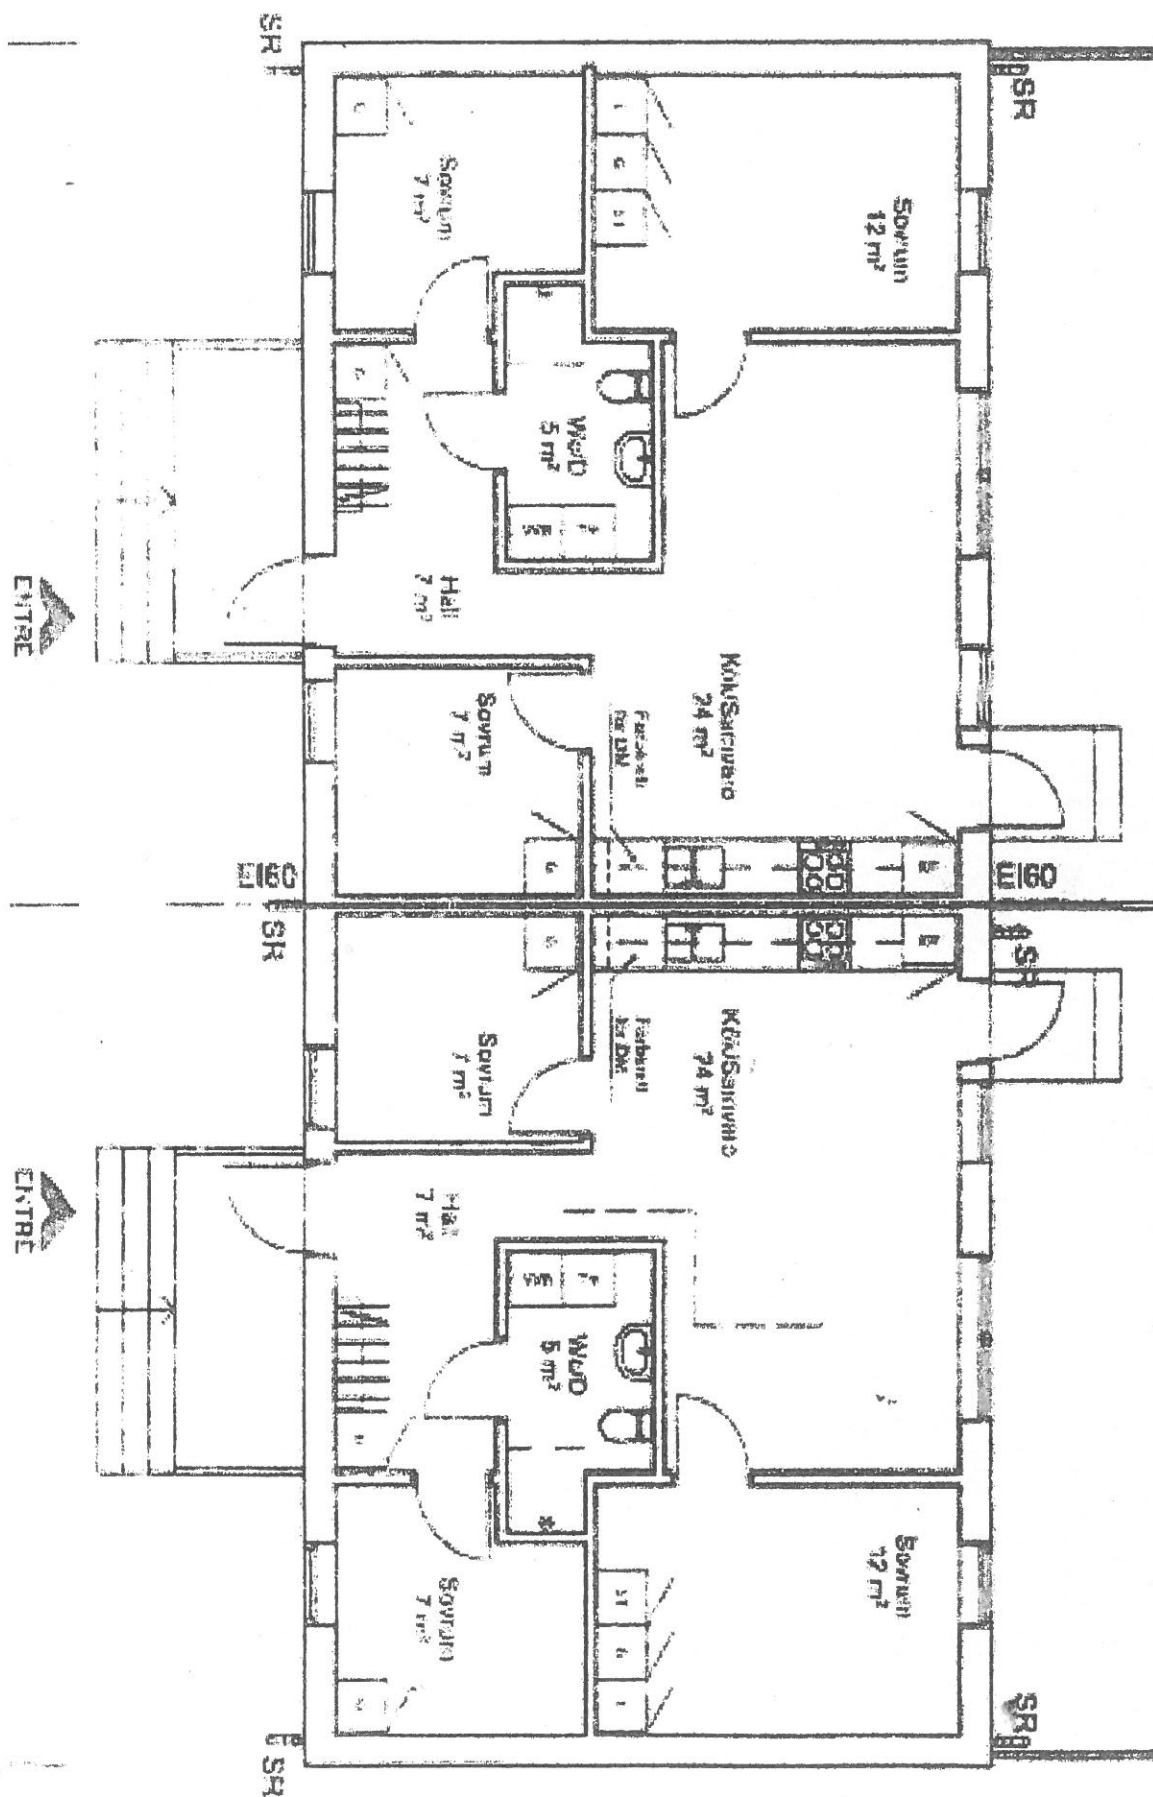 SR
SR
Sovrum
7 m²
Sovrum
12 m²
Wc/D
5 m²
Hall
7 m²
ENTRE
Kök/Samvaro
24 m²
Sovrum
7 m²
för DM
EI60
EI60
SR
SR
Sovrum
7 m²
Kök/Samvaro
24 m²
för DM
Hall
7 m²
ENTRE
WC/D
5 m²
Sovrum
7 m²
Sovrum
12 m²
SR
SR